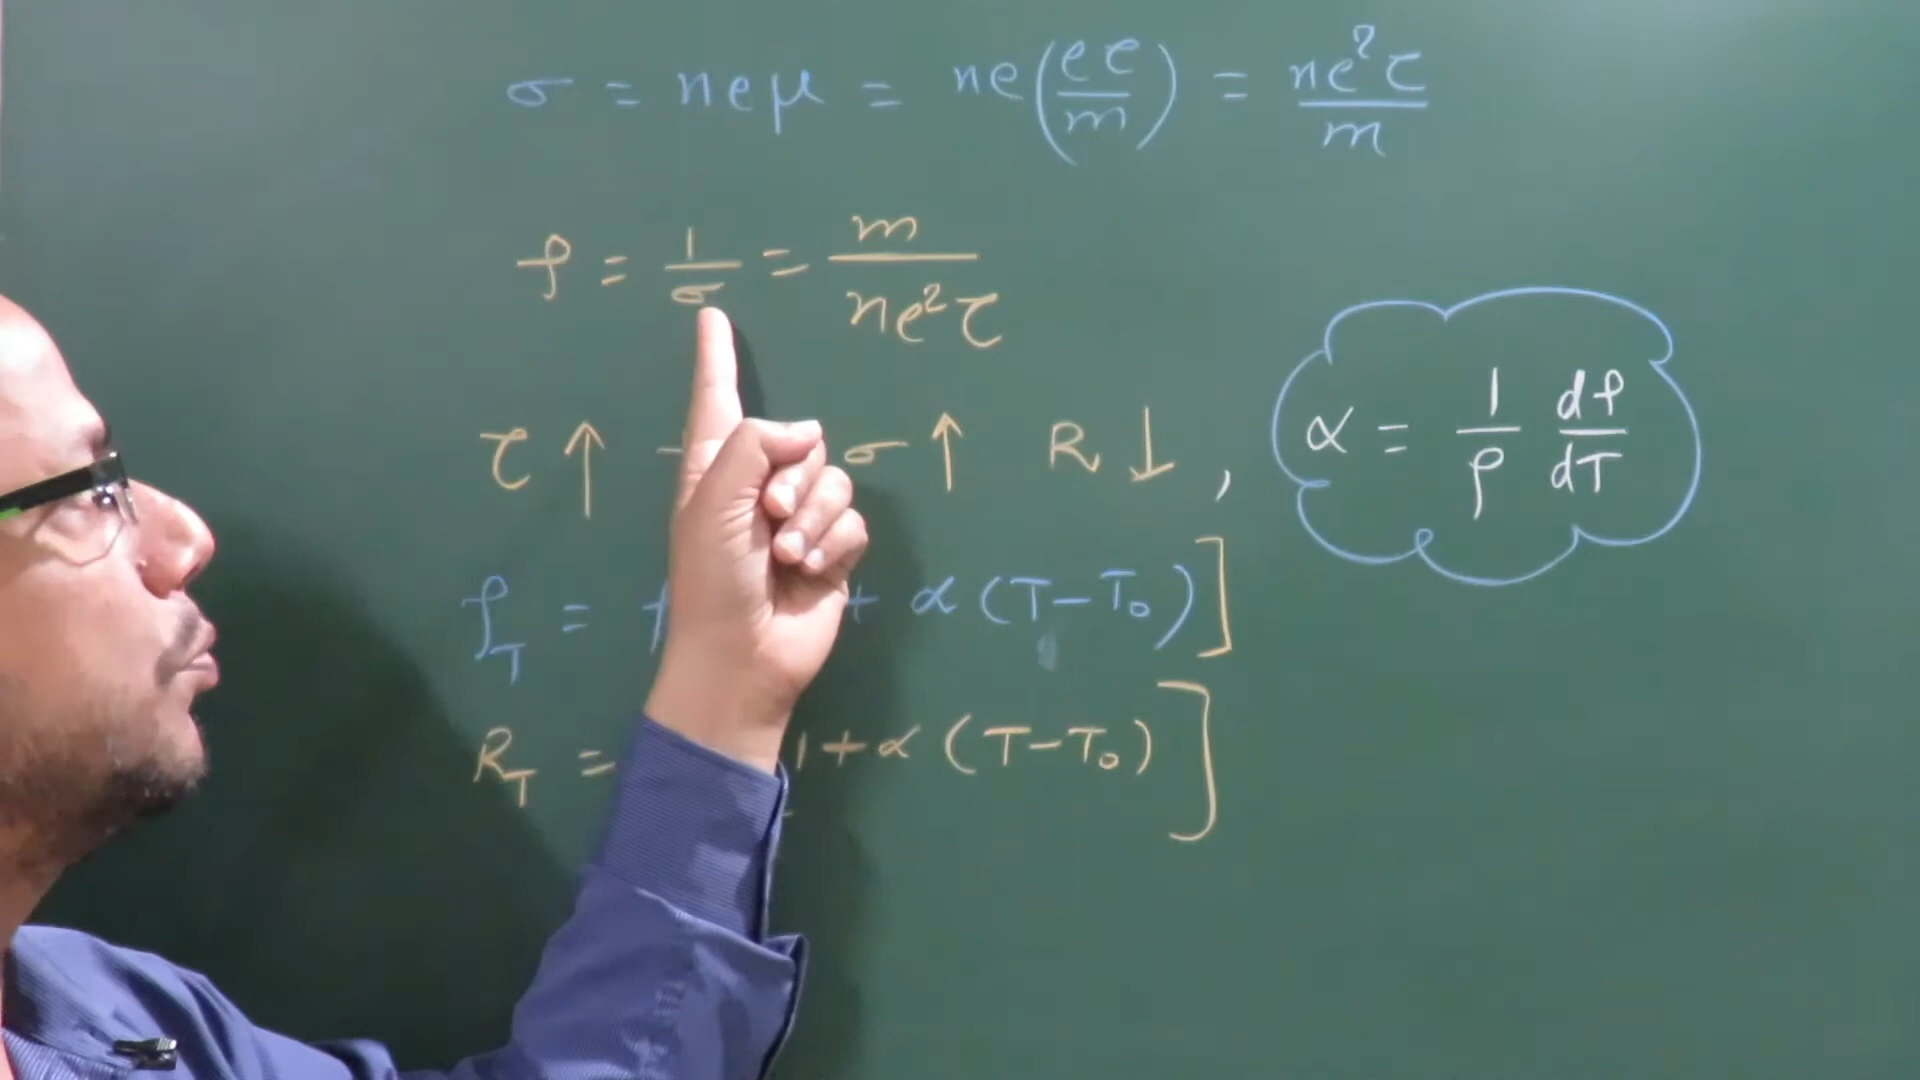 σ = neμ = ne(eτ/m) = ne²τ/m
ρ = 1/σ = m/ne²τ
τ ↑ σ ↑ R ↓ ,
α = 1/ρ dρ/dT
ρ_T = + α (T-T₀)]
R_T = 1+α (T-T₀)]